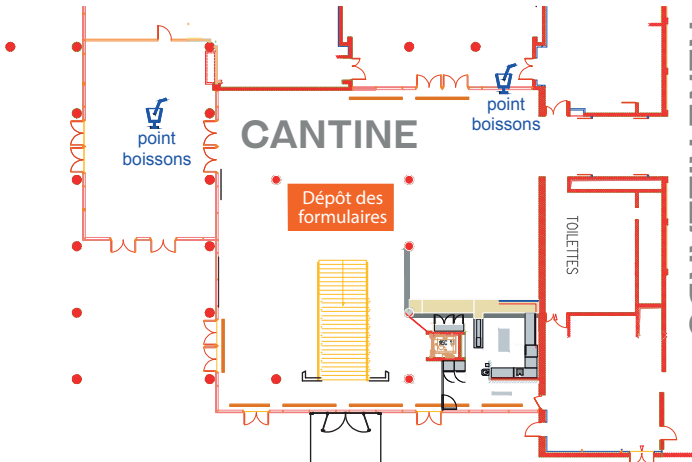 point
boissons
point
boissons
CANTINE
Dépôt des
formulaires
TOILETTES